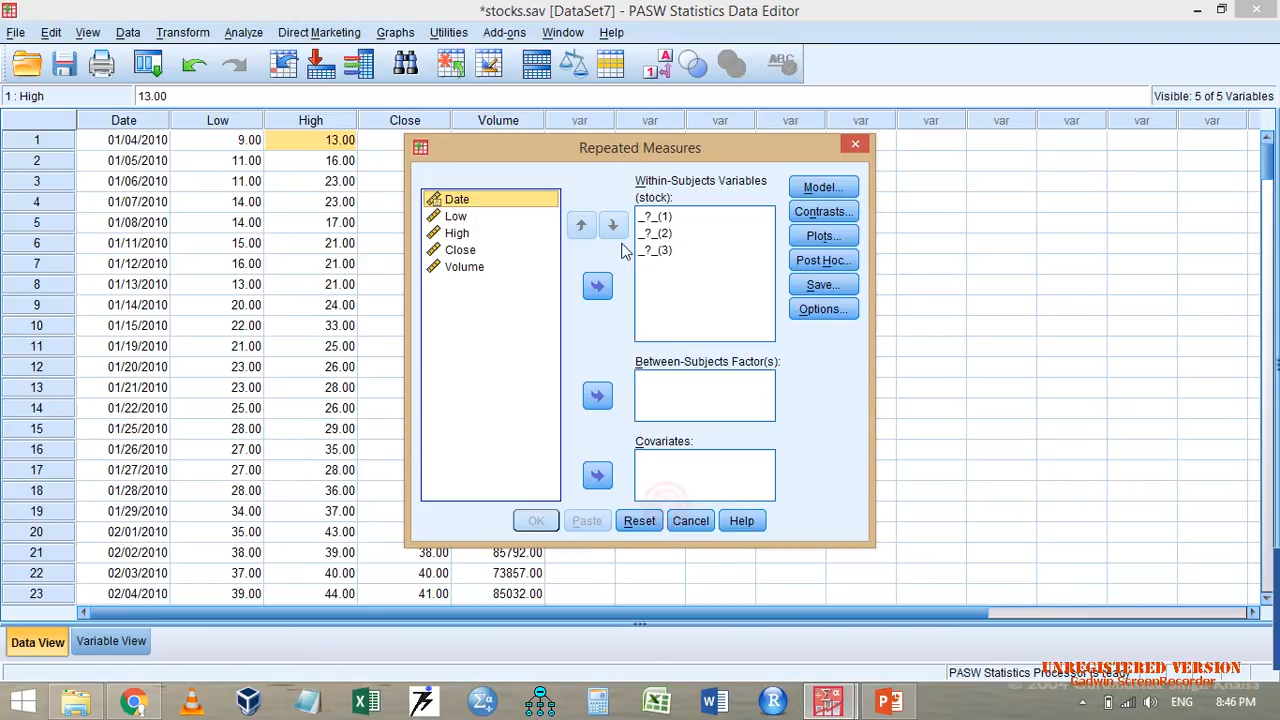 *stocks.sav [DataSet7] - PASW Statistics Data Editor
File Edit View Data Transform Analyze Direct Marketing Graphs Utilities Add-ons Window Help
1 : High 13.00 Visible: 5 of 5 Variables
Date Low High Close Volume var var var var var var var var
1 01/04/2010 9.00 13.00
2 01/05/2010 11.00 16.00
3 01/06/2010 11.00 23.00
4 01/07/2010 14.00 23.00
5 01/08/2010 14.00 17.00
6 01/11/2010 15.00 21.00
7 01/12/2010 16.00 21.00
8 01/13/2010 13.00 21.00
9 01/14/2010 20.00 24.00
10 01/15/2010 22.00 33.00
11 01/19/2010 21.00 25.00
12 01/20/2010 23.00 26.00
13 01/21/2010 23.00 28.00
14 01/22/2010 25.00 26.00
15 01/25/2010 28.00 29.00
16 01/26/2010 27.00 35.00
17 01/27/2010 27.00 28.00
18 01/28/2010 28.00 36.00
19 01/29/2010 34.00 37.00
20 02/01/2010 35.00 43.00
21 02/02/2010 38.00 39.00 38.00 85792.00
22 02/03/2010 37.00 40.00 40.00 73857.00
23 02/04/2010 39.00 44.00 41.00 85032.00
Repeated Measures
Date
Low
High
Close
Volume
Within-Subjects Variables
(stock):
_?_(1)
_?_(2)
_?_(3)
Between-Subjects Factor(s):
Covariates:
Model...
Contrasts...
Plots...
Post Hoc...
Save...
Options...
OK Paste Reset Cancel Help
Data View Variable View
PASW Statistics Processor is ready
UNREGISTERED VERSION
Gadwin ScreenRecorder
ENG 8:46 PM